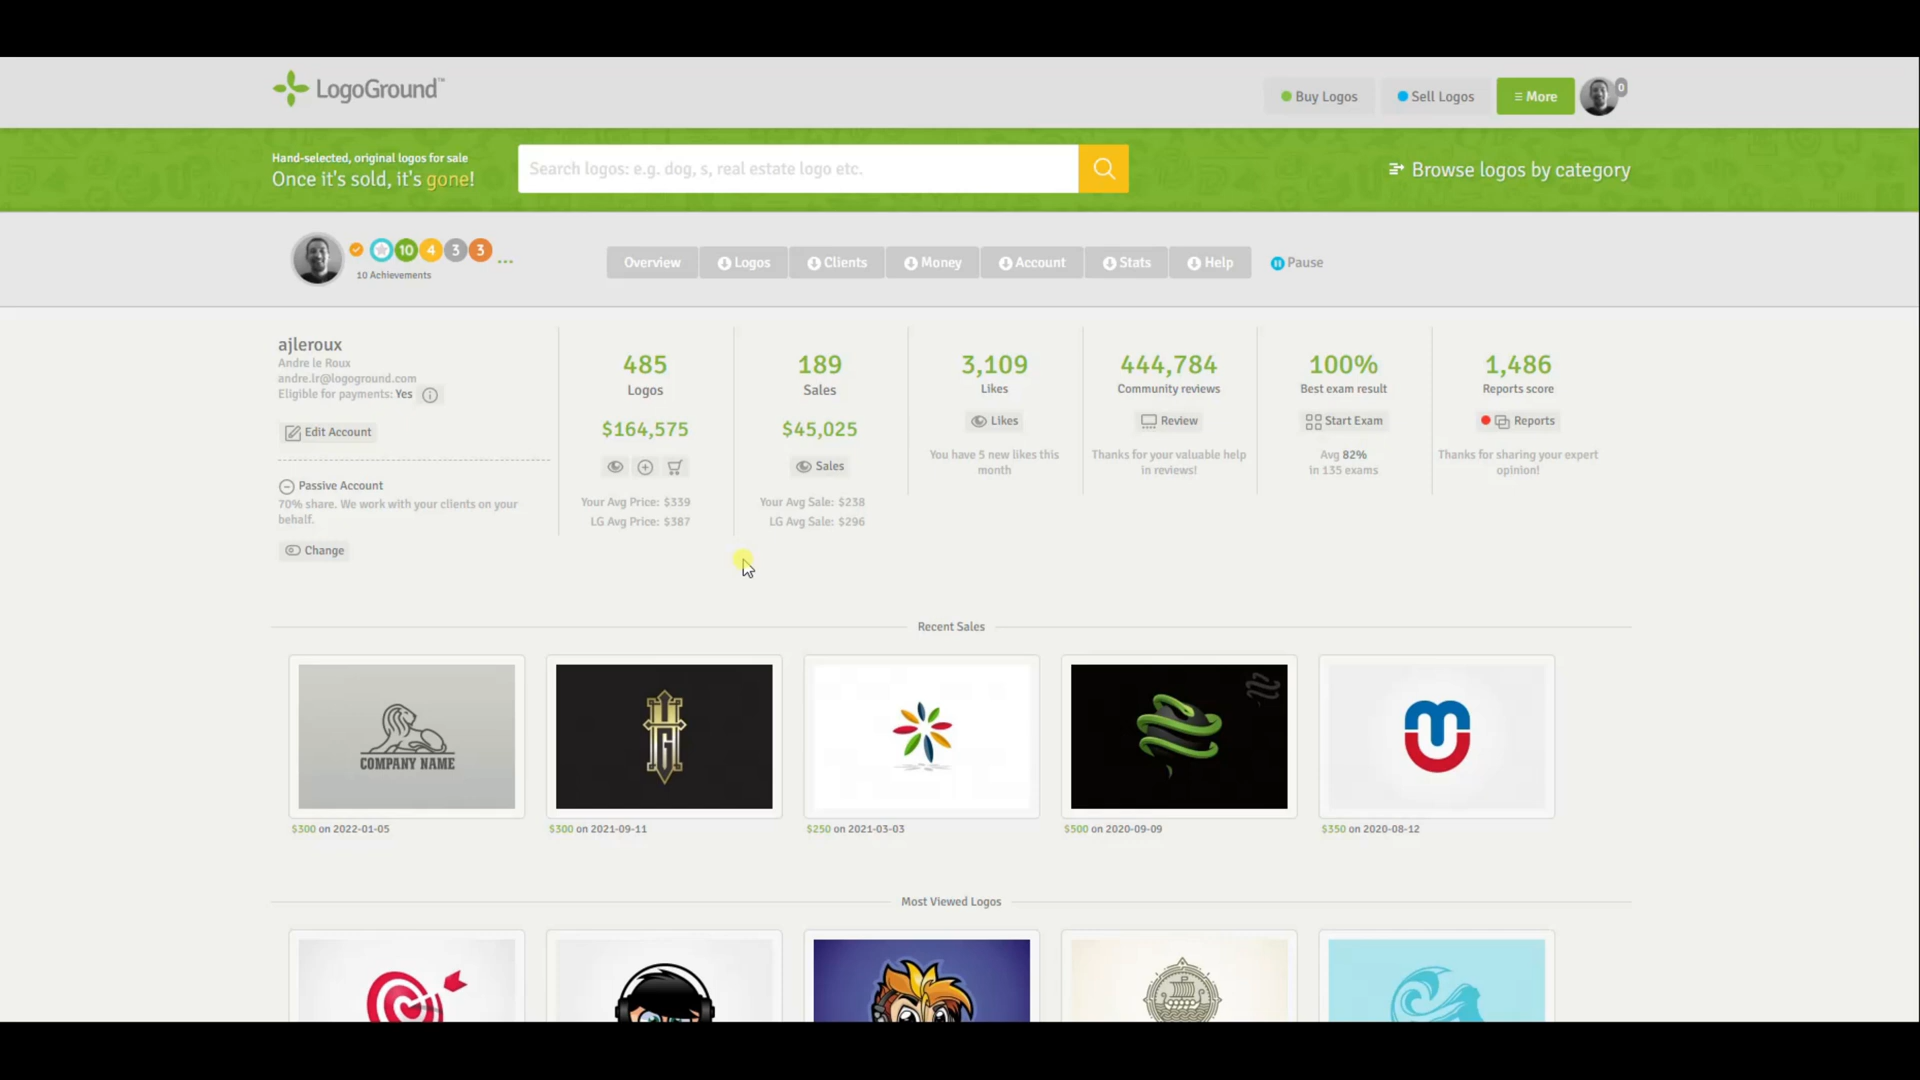 LogoGround™
Buy Logos
Sell Logos
≡ More
0
Hand-selected, original logos for sale
Once it's sold, it's gone!
Search logos: e.g. dog, s, real estate logo etc.
Browse logos by category
10 4 3 3 ...
10 Achievements
Overview
Logos
Clients
Money
Account
Stats
Help
Pause
ajleroux
Andre le Roux
andre.lr@logoground.com
Eligible for payments: Yes
Edit Account
Passive Account
70% share. We work with your clients on your
behalf.
Change
485
Logos
$164,575
Your Avg Price: $339
LG Avg Price: $387
189
Sales
$45,025
Sales
Your Avg Sale: $238
LG Avg Sale: $296
3,109
Likes
Likes
You have 5 new likes this
month
444,784
Community reviews
Review
Thanks for your valuable help
in reviews!
100%
Best exam result
Start Exam
Avg 82%
in 135 exams
1,486
Reports score
Reports
Thanks for sharing your expert
opinion!
Recent Sales
COMPANY NAME
$300 on 2022-01-05
$300 on 2021-09-11
$250 on 2021-03-03
$500 on 2020-09-09
$350 on 2020-08-12
Most Viewed Logos